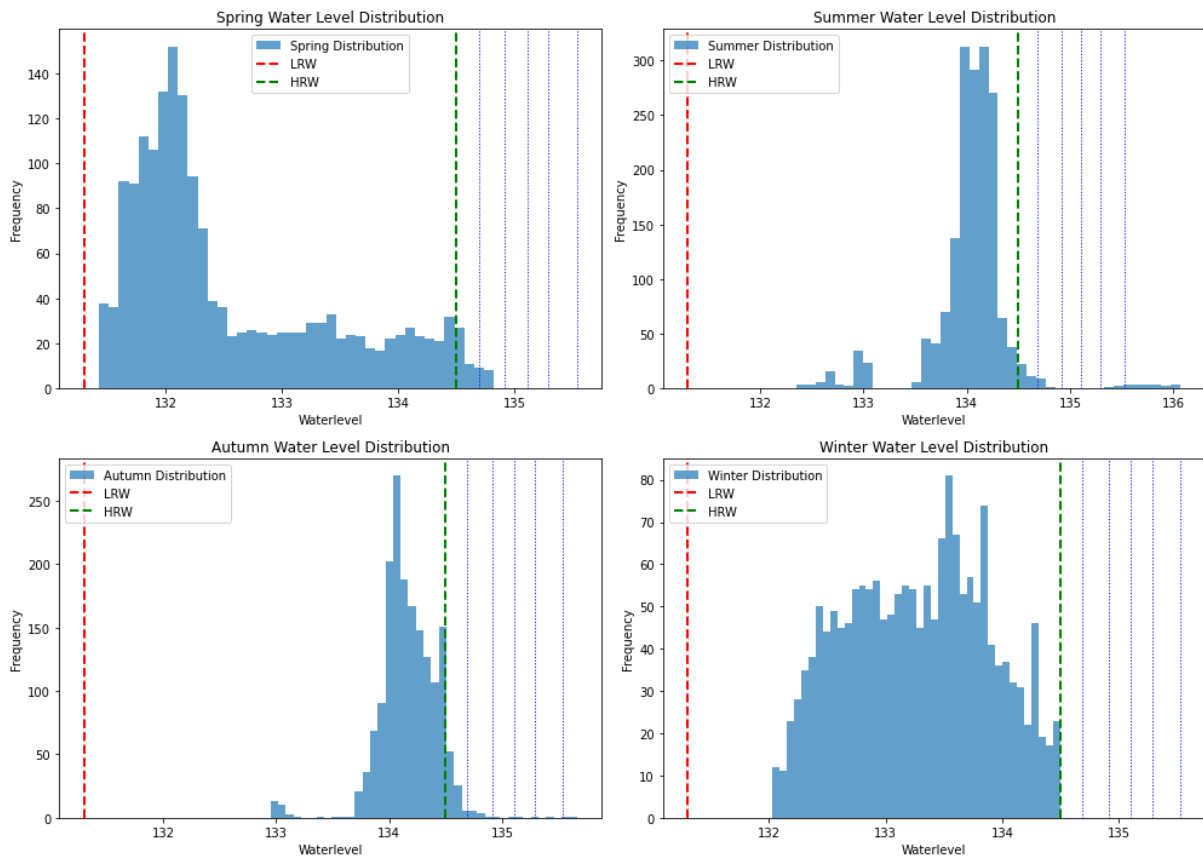 Spring Water Level Distribution
Spring Distribution
LRW
HRW
Frequency
140
120
100
80
60
40
20
0
132
133
134
135
Waterlevel
Summer Water Level Distribution
Summer Distribution
LRW
HRW
Frequency
300
250
200
150
100
50
0
132
133
134
135
136
Waterlevel
Autumn Water Level Distribution
Autumn Distribution
LRW
HRW
Frequency
250
200
150
100
50
0
132
133
134
135
Waterlevel
Winter Water Level Distribution
Winter Distribution
LRW
HRW
Frequency
80
70
60
50
40
30
20
10
0
132
133
134
135
Waterlevel